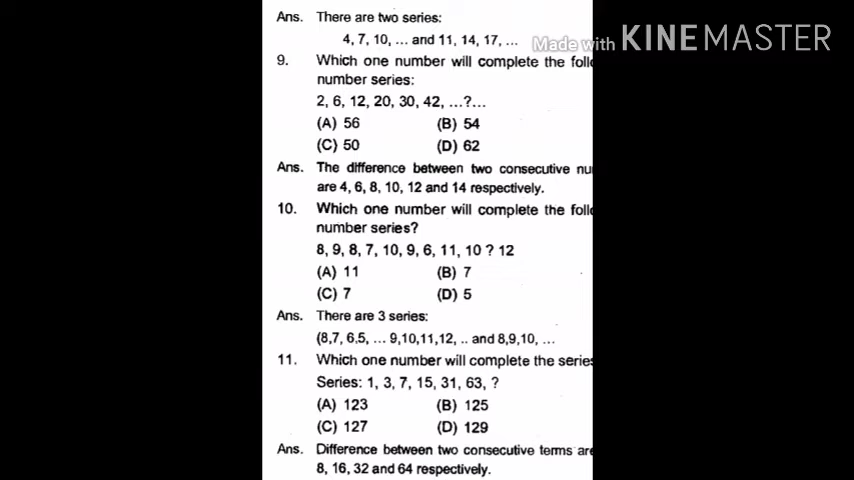 Ans. There are two series:
4, 7, 10, ... and 11, 14, 17, ...
Made with KINEMASTER
9. Which one number will complete the foll
number series:
2, 6, 12, 20, 30, 42, ...?...
(A) 56 (B) 54
(C) 50 (D) 62
Ans. The difference between two consecutive nu
are 4, 6, 8, 10, 12 and 14 respectively.
10. Which one number will complete the foll
number series?
8, 9, 8, 7, 10, 9, 6, 11, 10 ? 12
(A) 11 (B) 7
(C) 7 (D) 5
Ans. There are 3 series:
(8,7, 6,5, ... 9,10,11,12, .. and 8,9,10, ...
11. Which one number will complete the series
Series: 1, 3, 7, 15, 31, 63, ?
(A) 123 (B) 125
(C) 127 (D) 129
Ans. Difference between two consecutive terms are
8, 16, 32 and 64 respectively.